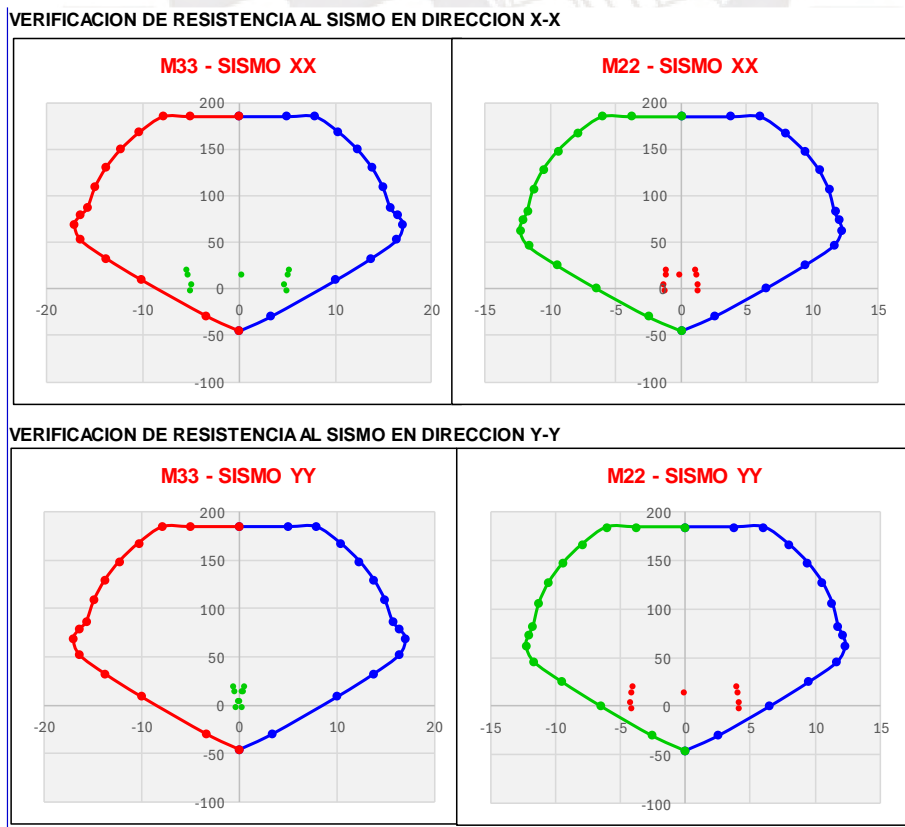 VERIFICACION DE RESISTENCIA AL SISMO EN DIRECCION X-X
M33 - SISMO XX
200
150
100
50
0
-50
-100
-20 -10 0 10 20
M22 - SISMO XX
200
150
100
50
0
-50
-100
-15 -10 -5 0 5 10 15
VERIFICACION DE RESISTENCIA AL SISMO EN DIRECCION Y-Y
M33 - SISMO YY
200
150
100
50
0
-50
-100
-20 -10 0 10 20
M22 - SISMO YY
200
150
100
50
0
-50
-100
-15 -10 -5 0 5 10 15